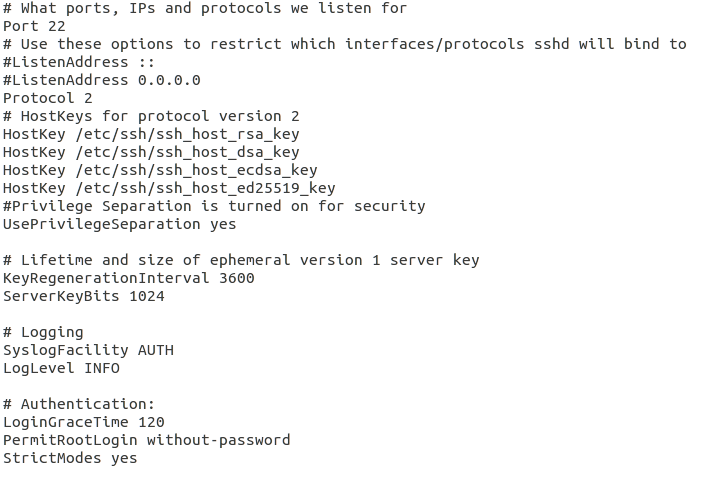 # What ports, IPs and protocols we listen for
Port 22
# Use these options to restrict which interfaces/protocols sshd will bind to
#ListenAddress ::
#ListenAddress 0.0.0.0
Protocol 2
# HostKeys for protocol version 2
HostKey /etc/ssh/ssh_host_rsa_key
HostKey /etc/ssh/ssh_host_dsa_key
HostKey /etc/ssh/ssh_host_ecdsa_key
HostKey /etc/ssh/ssh_host_ed25519_key
#Privilege Separation is turned on for security
UsePrivilegeSeparation yes

# Lifetime and size of ephemeral version 1 server key
KeyRegenerationInterval 3600
ServerKeyBits 1024

# Logging
SyslogFacility AUTH
LogLevel INFO

# Authentication:
LoginGraceTime 120
PermitRootLogin without-password
StrictModes yes